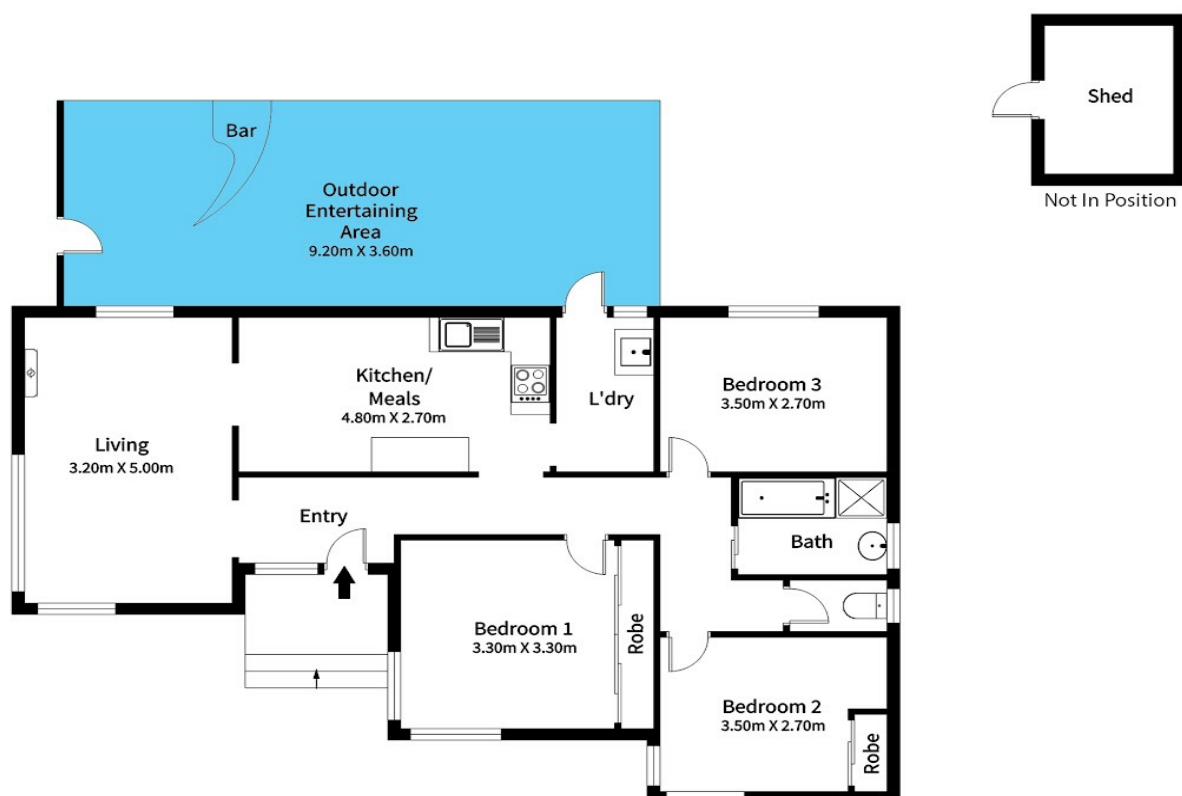 Shed
Not In Position
Bar
Outdoor
Entertaining
Area
9.20m X 3.60m
Kitchen/
Meals
4.80m X 2.70m
L'dry
Bedroom 3
3.50m X 2.70m
Living
3.20m X 5.00m
Entry
Bath
Bedroom 1
3.30m X 3.30m
Robe
Bedroom 2
3.50m X 2.70m
Robe